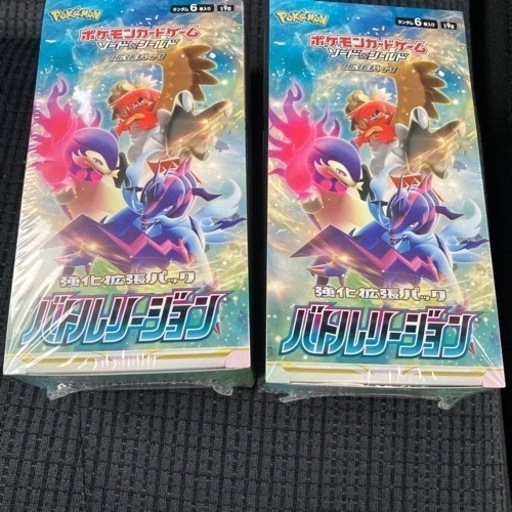 Pokémon
ランダム6枚入り
s9a
ポケモンカードゲーム
ソード&シールド
強化拡張パック
バトルリージョン
Pokémon
ランダム6枚入り
s9a
ポケモンカードゲーム
ソード&シールド
強化拡張パック
バトルリージョン